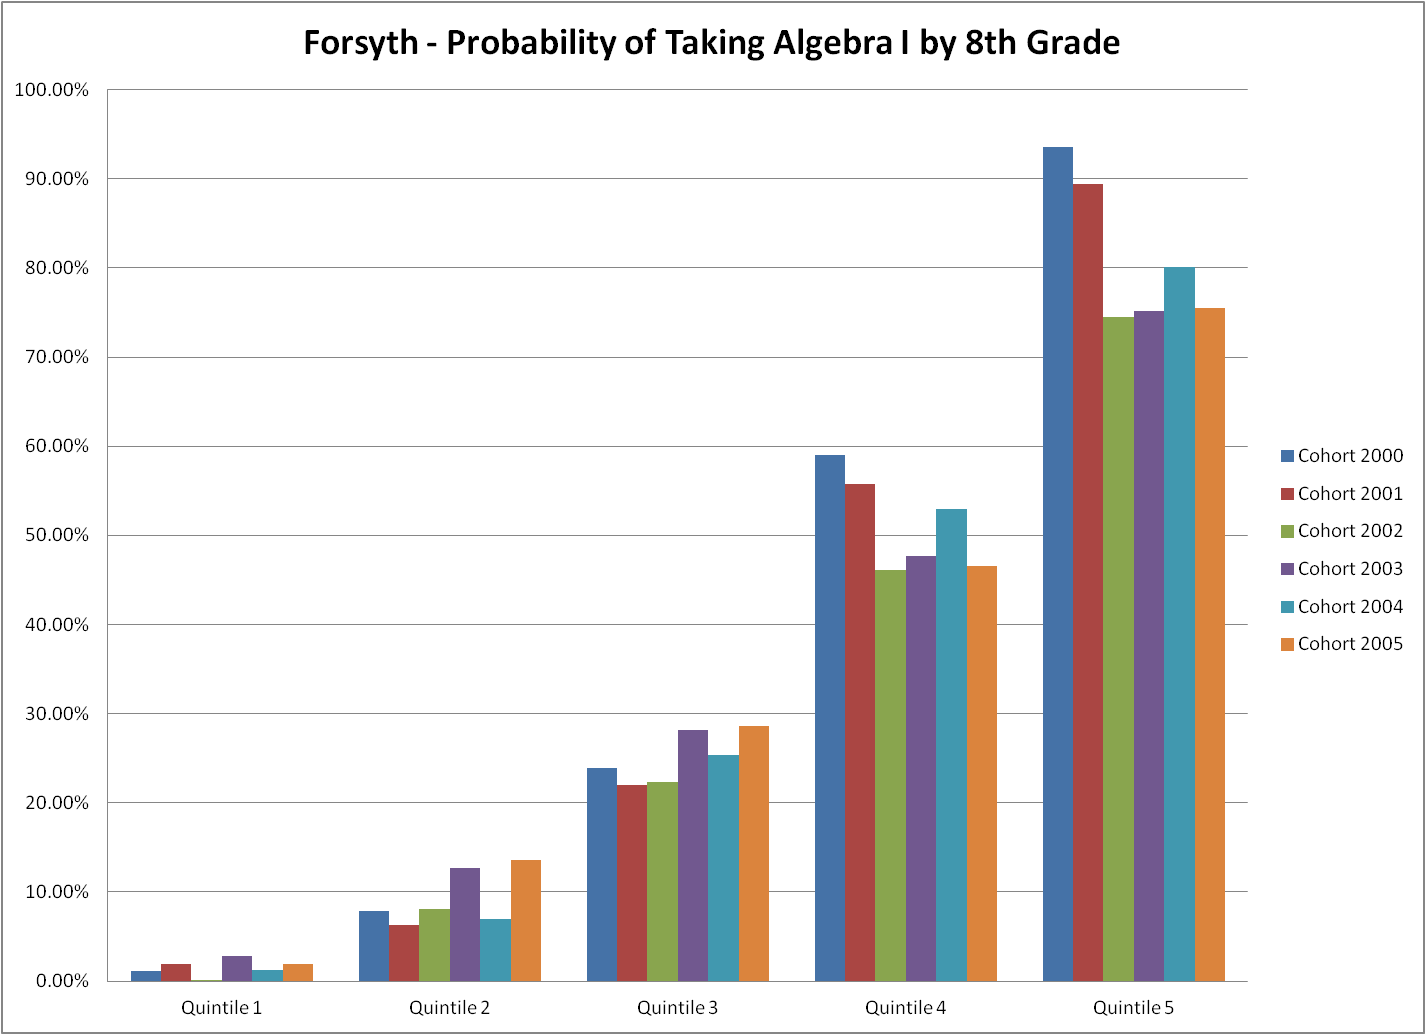 Forsyth - Probability of Taking Algebra I by 8th Grade
100.00%
90.00%
80.00%
70.00%
60.00%
50.00%
40.00%
30.00%
20.00%
10.00%
0.00%
Quintile 1
Quintile 2
Quintile 3
Quintile 4
Quintile 5
Cohort 2000
Cohort 2001
Cohort 2002
Cohort 2003
Cohort 2004
Cohort 2005